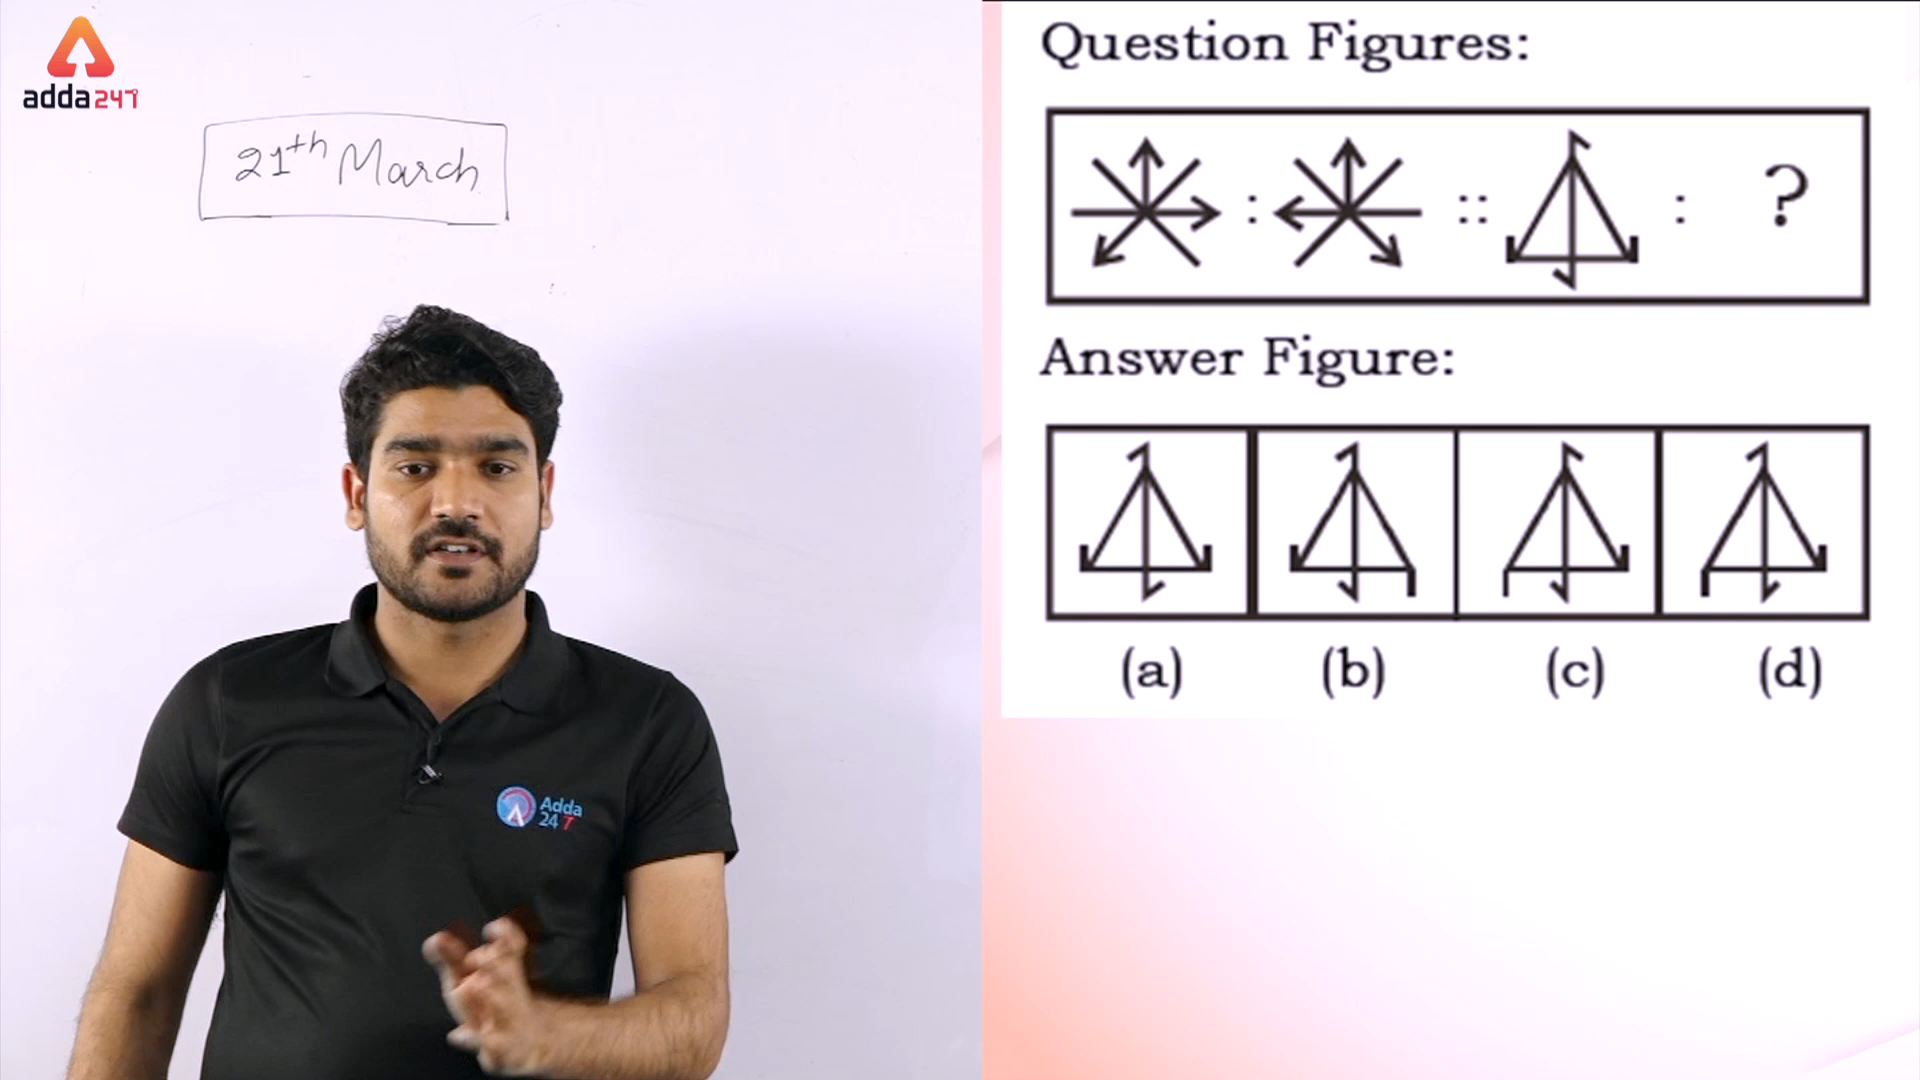 adda247
21th March
Adda
247
Question Figures:
: :: : ?
Answer Figure:
(a) (b) (c) (d)